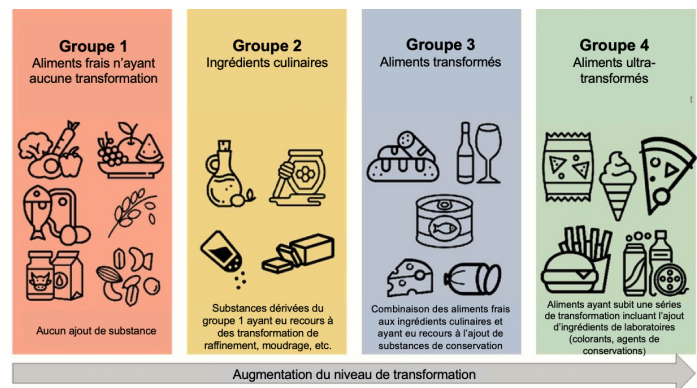 Groupe 1
Aliments frais n'ayant
aucune transformation
Aucun ajout de substance
Groupe 2
Ingrédients culinaires
Substances dérivées du
groupe 1 ayant eu recours à
des transformation de
raffinement, moudrage, etc.
Groupe 3
Aliments transformés
Combinaison des aliments frais
aux ingrédients culinaires et
ayant eu recours à l'ajout de
substances de conservation
Groupe 4
Aliments ultra-
transformés
Aliments ayant subit une séries
de transformation incluant l'ajout
d'ingrédients de laboratoires
(colorants, agents de
conservations)
Augmentation du niveau de transformation